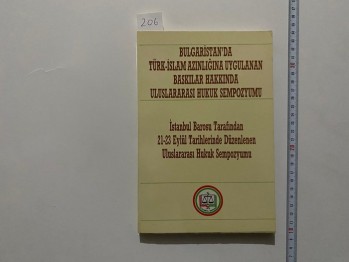 206
BULGARİSTAN'DA
TÜRK-İSLAM AZINLIĞINA UYGULANAN
BASKILAR HAKKINDA
ULUSLARARASI HUKUK SEMPOZYUMU
İstanbul Barosu Tarafından
21-23 Eylül Tarihlerinde Düzenlenen
Uluslararası Hukuk Sempozyumu